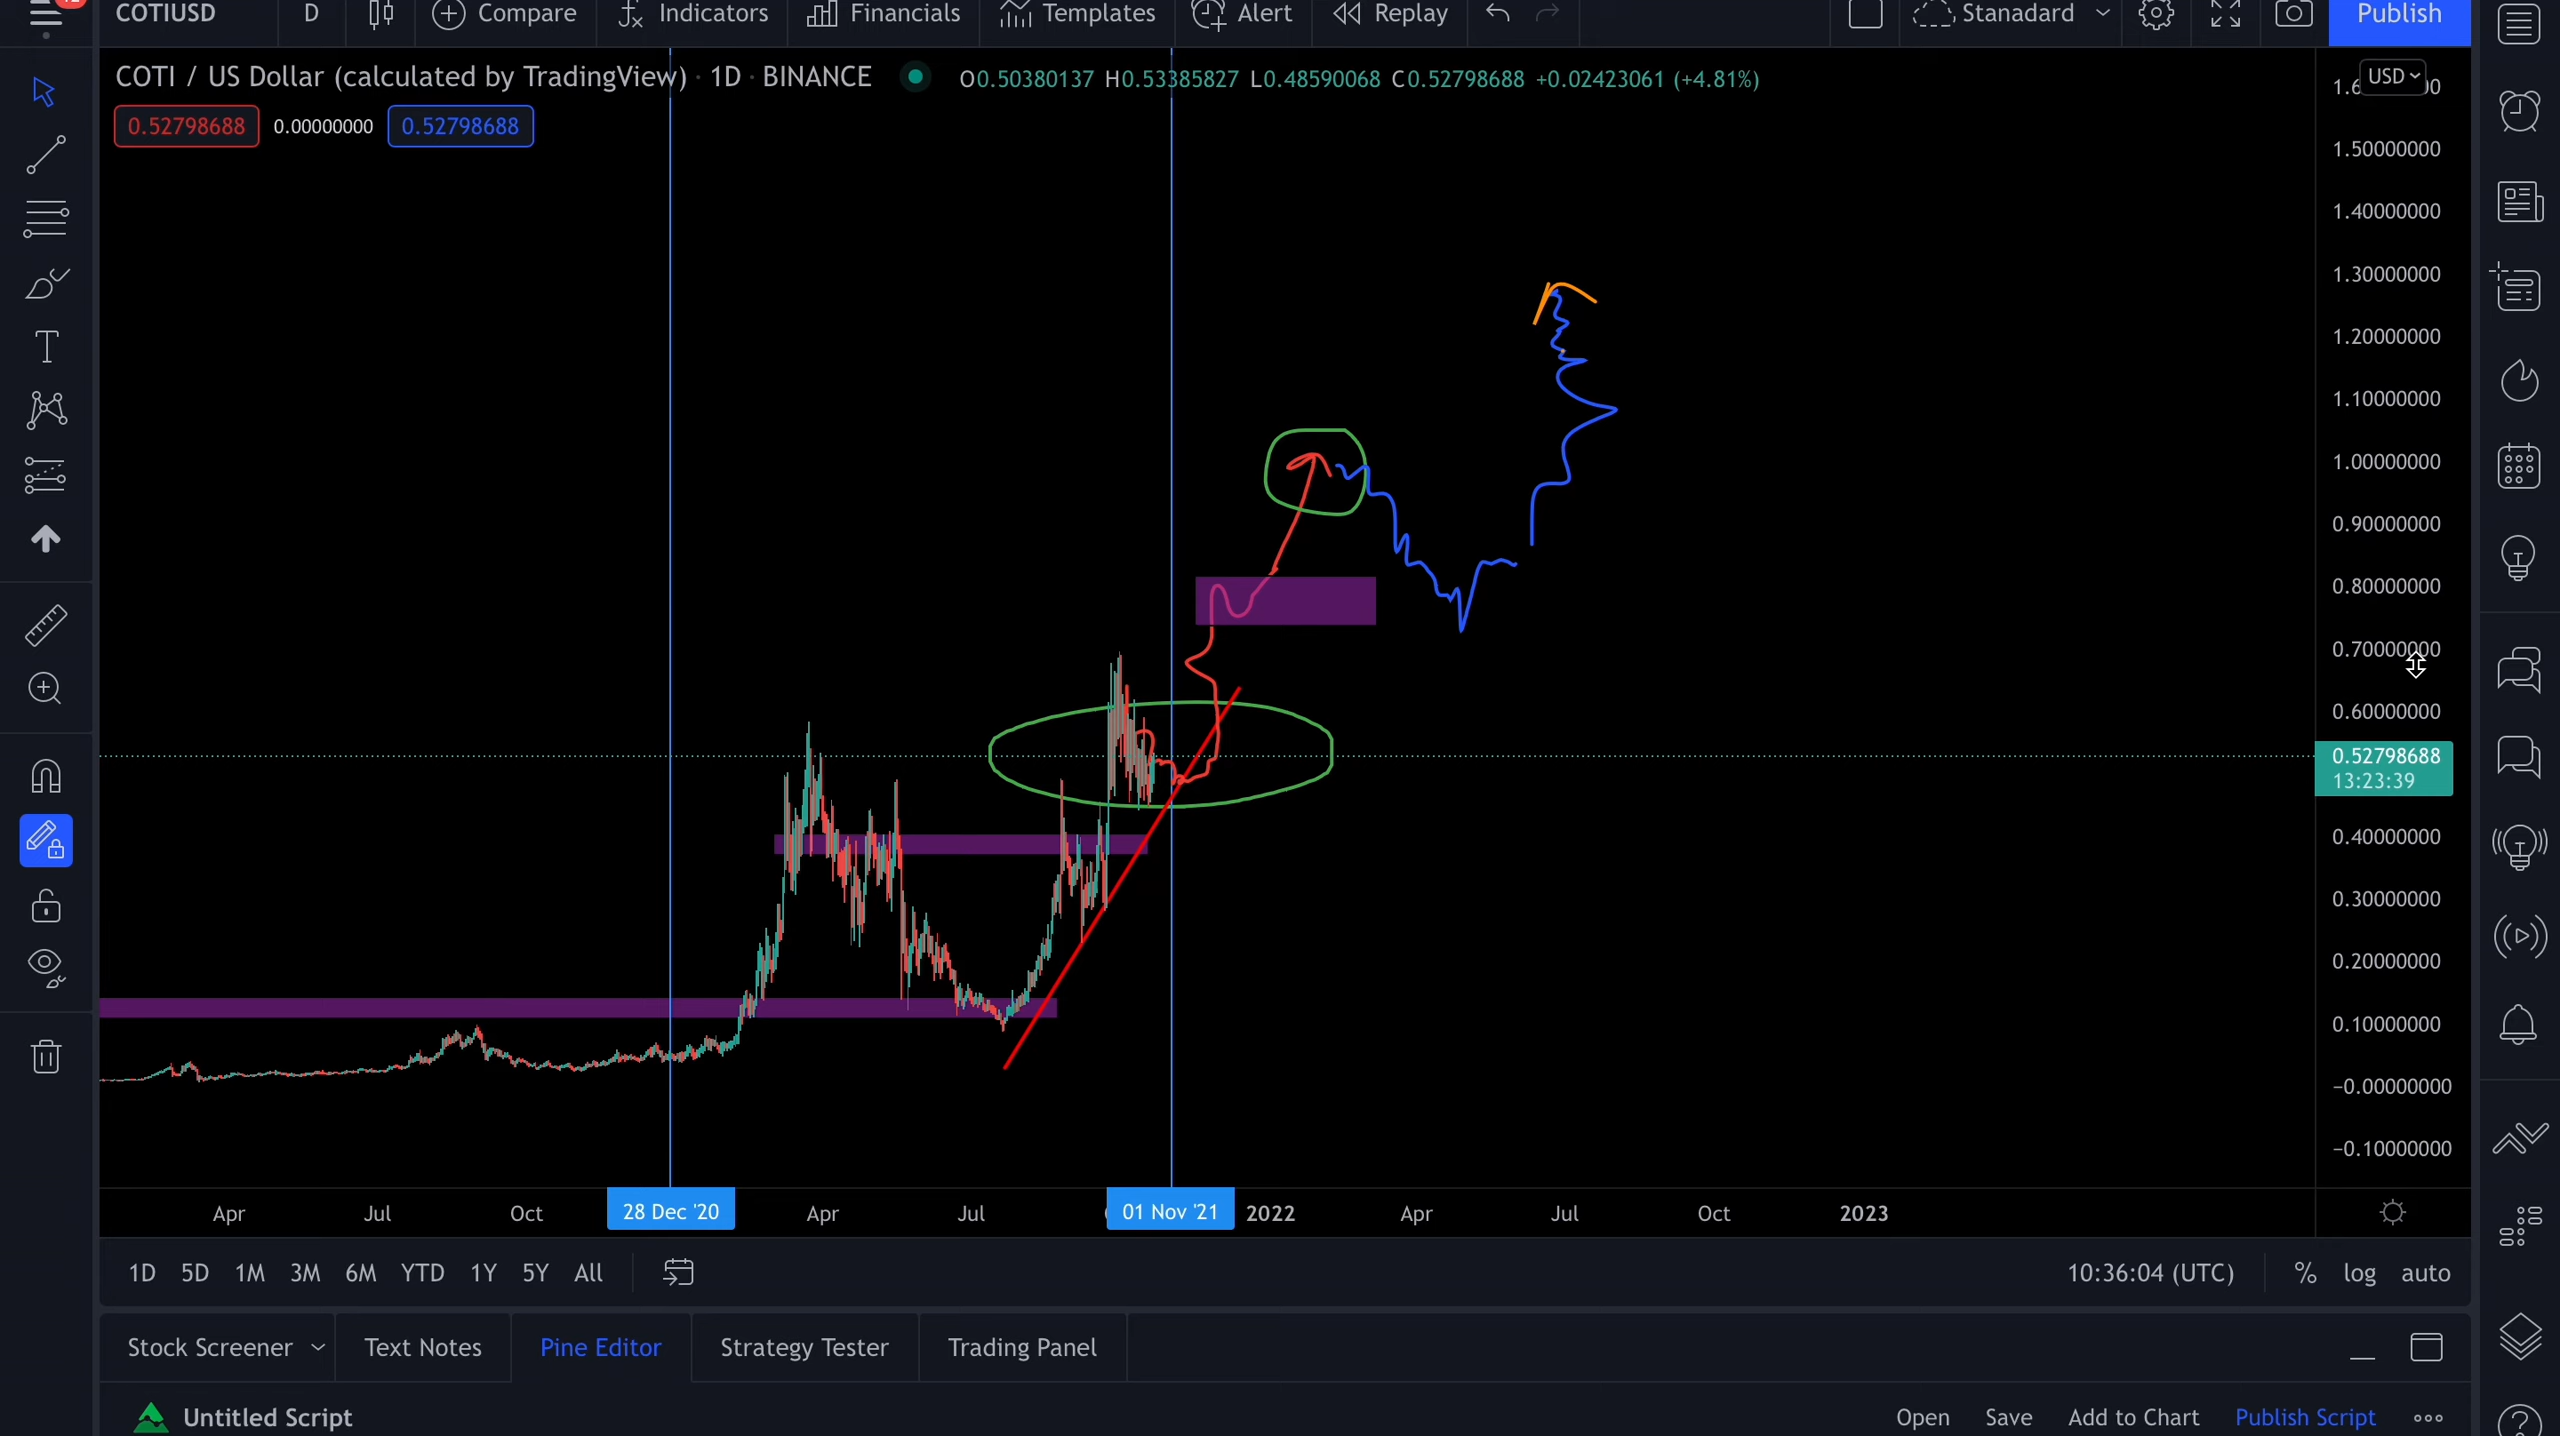 COTIUSD D Compare Indicators Financials Templates Alert Replay Stanadard Publish
COTI / US Dollar (calculated by TradingView) · 1D · BINANCE O0.50380137 H0.53385827 L0.48590068 C0.52798688 +0.02423061 (+4.81%)
USD
0.52798688 0.00000000 0.52798688
1.50000000
1.40000000
1.30000000
1.20000000
1.10000000
1.00000000
0.90000000
0.80000000
0.70000000
0.60000000
0.52798688
13:23:39
0.40000000
0.30000000
0.20000000
0.10000000
−0.00000000
−0.10000000
Apr Jul Oct 28 Dec '20 Apr Jul 01 Nov '21 2022 Apr Jul Oct 2023
1D 5D 1M 3M 6M YTD 1Y 5Y All 10:36:04 (UTC) % log auto
Stock Screener Text Notes Pine Editor Strategy Tester Trading Panel
Untitled Script Open Save Add to Chart Publish Script